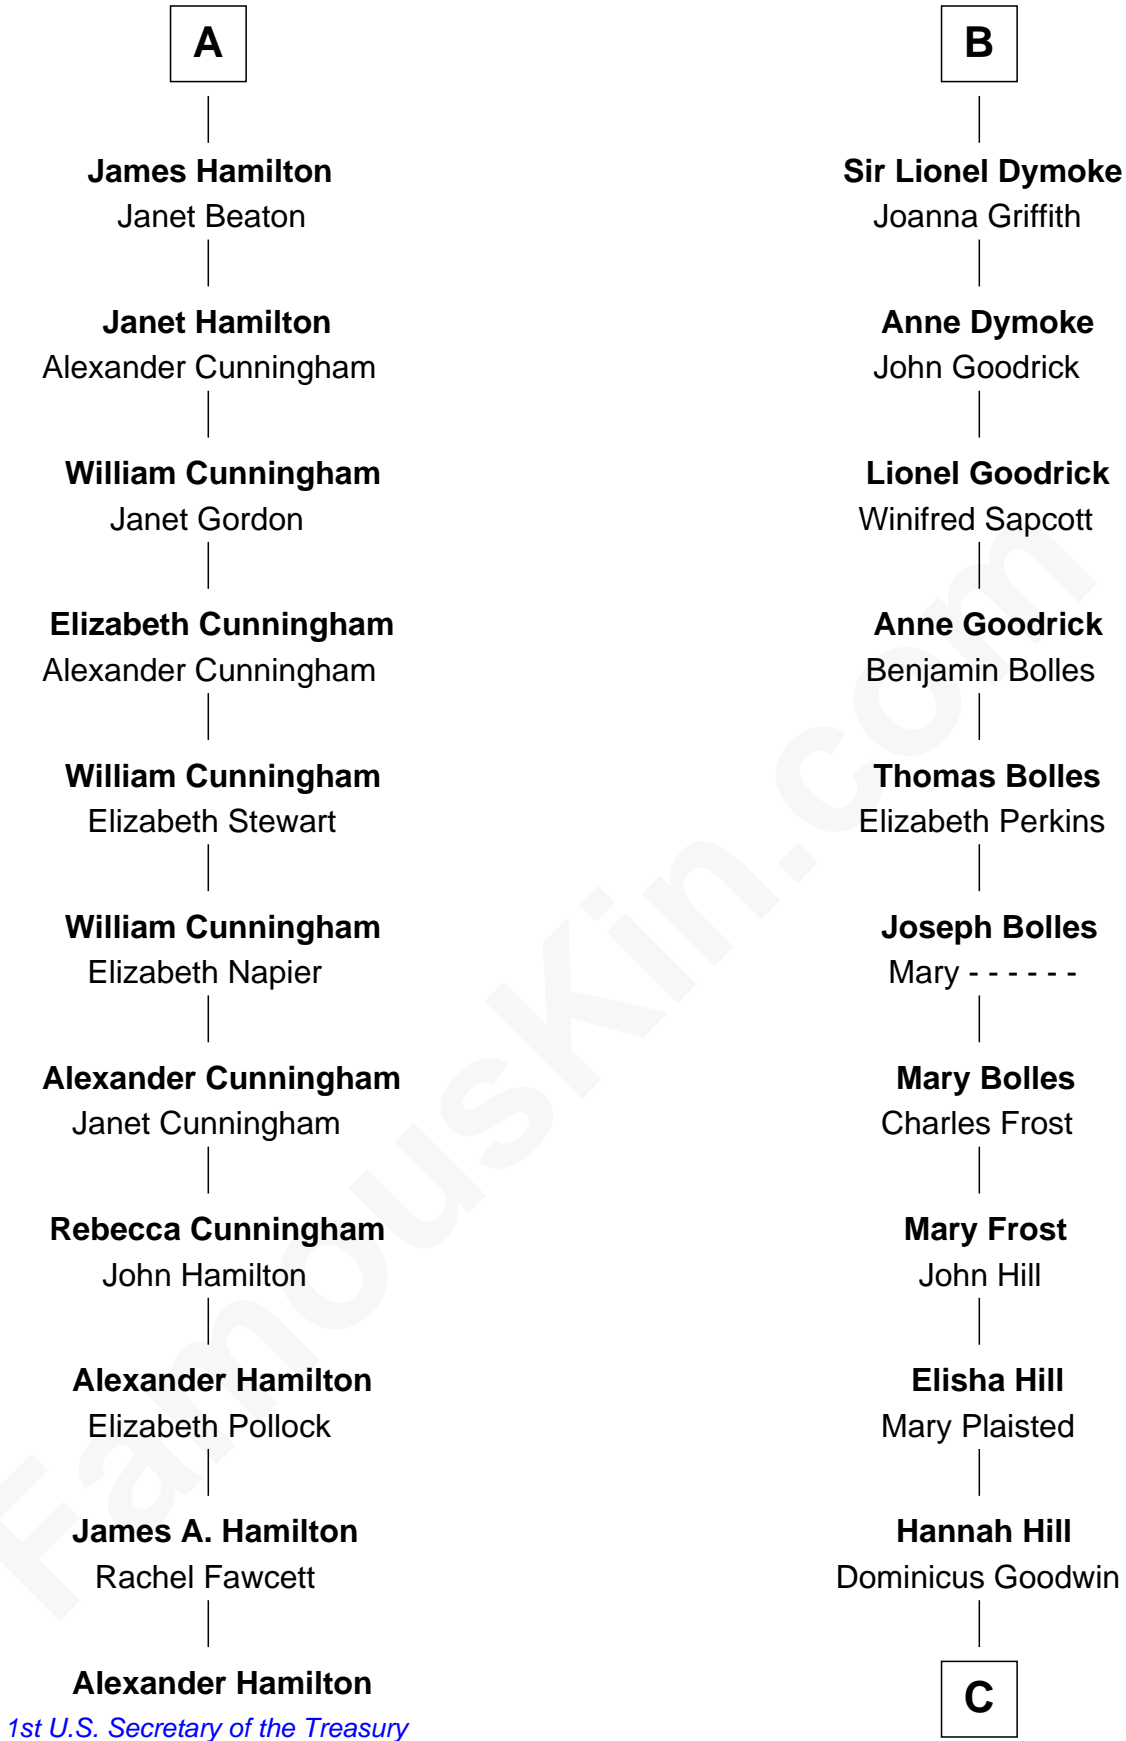 A
James Hamilton
Janet Beaton
Janet Hamilton
Alexander Cunningham
William Cunningham
Janet Gordon
Elizabeth Cunningham
Alexander Cunningham
William Cunningham
Elizabeth Stewart
William Cunningham
Elizabeth Napier
Alexander Cunningham
Janet Cunningham
Rebecca Cunningham
John Hamilton
Alexander Hamilton
Elizabeth Pollock
James A. Hamilton
Rachel Fawcett
Alexander Hamilton
1st U.S. Secretary of the Treasury
B
Sir Lionel Dymoke
Joanna Griffith
Anne Dymoke
John Goodrick
Lionel Goodrick
Winifred Sapcott
Anne Goodrick
Benjamin Bolles
Thomas Bolles
Elizabeth Perkins
Joseph Bolles
Mary - - - - - -
Mary Bolles
Charles Frost
Mary Frost
John Hill
Elisha Hill
Mary Plaisted
Hannah Hill
Dominicus Goodwin
C
FamousKin.com